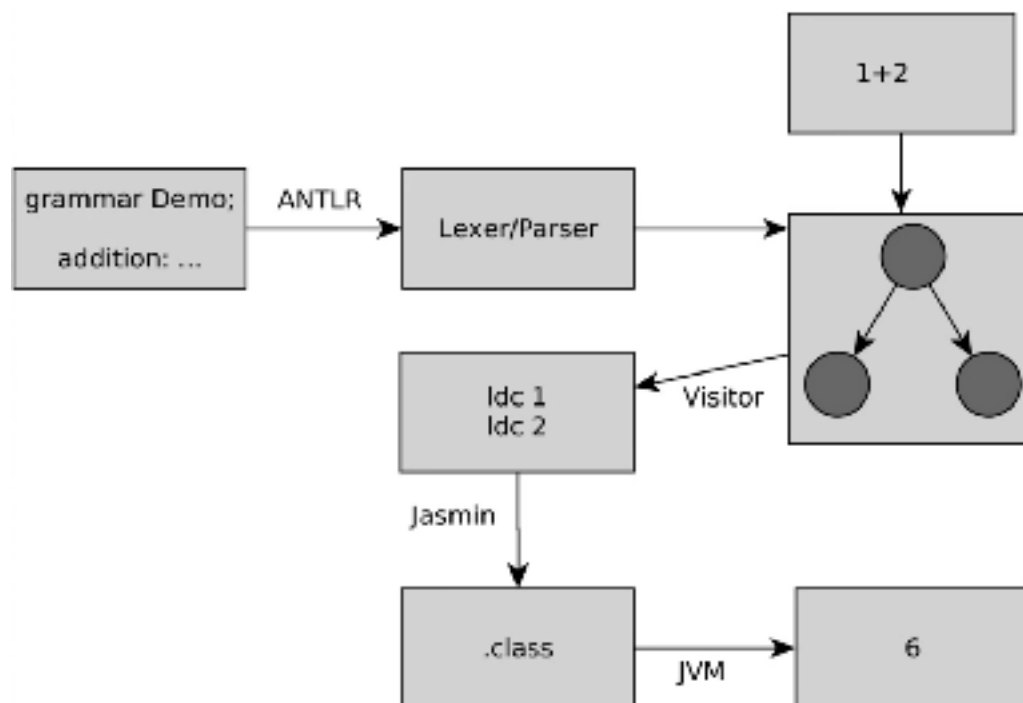 1+2
grammar Demo;
addition: ...
ANTLR
Lexer/Parser
ldc 1
ldc 2
Visitor
Jasmin
.class
JVM
6